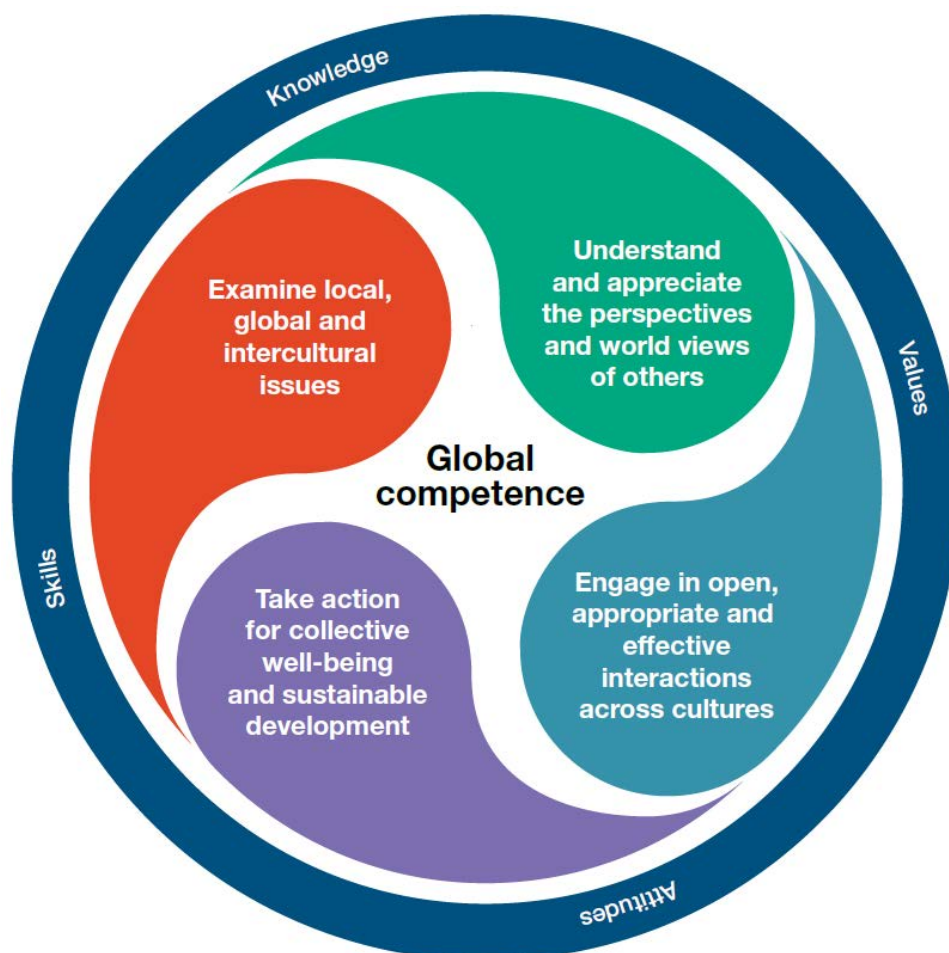 Knowledge
Examine local,
global and
intercultural
issues
Understand
and appreciate
the perspectives
and world views
of others
Values
Global
competence
Skills
Take action
for collective
well-being
and sustainable
development
Engage in open,
appropriate and
effective
interactions
across cultures
Attitudes